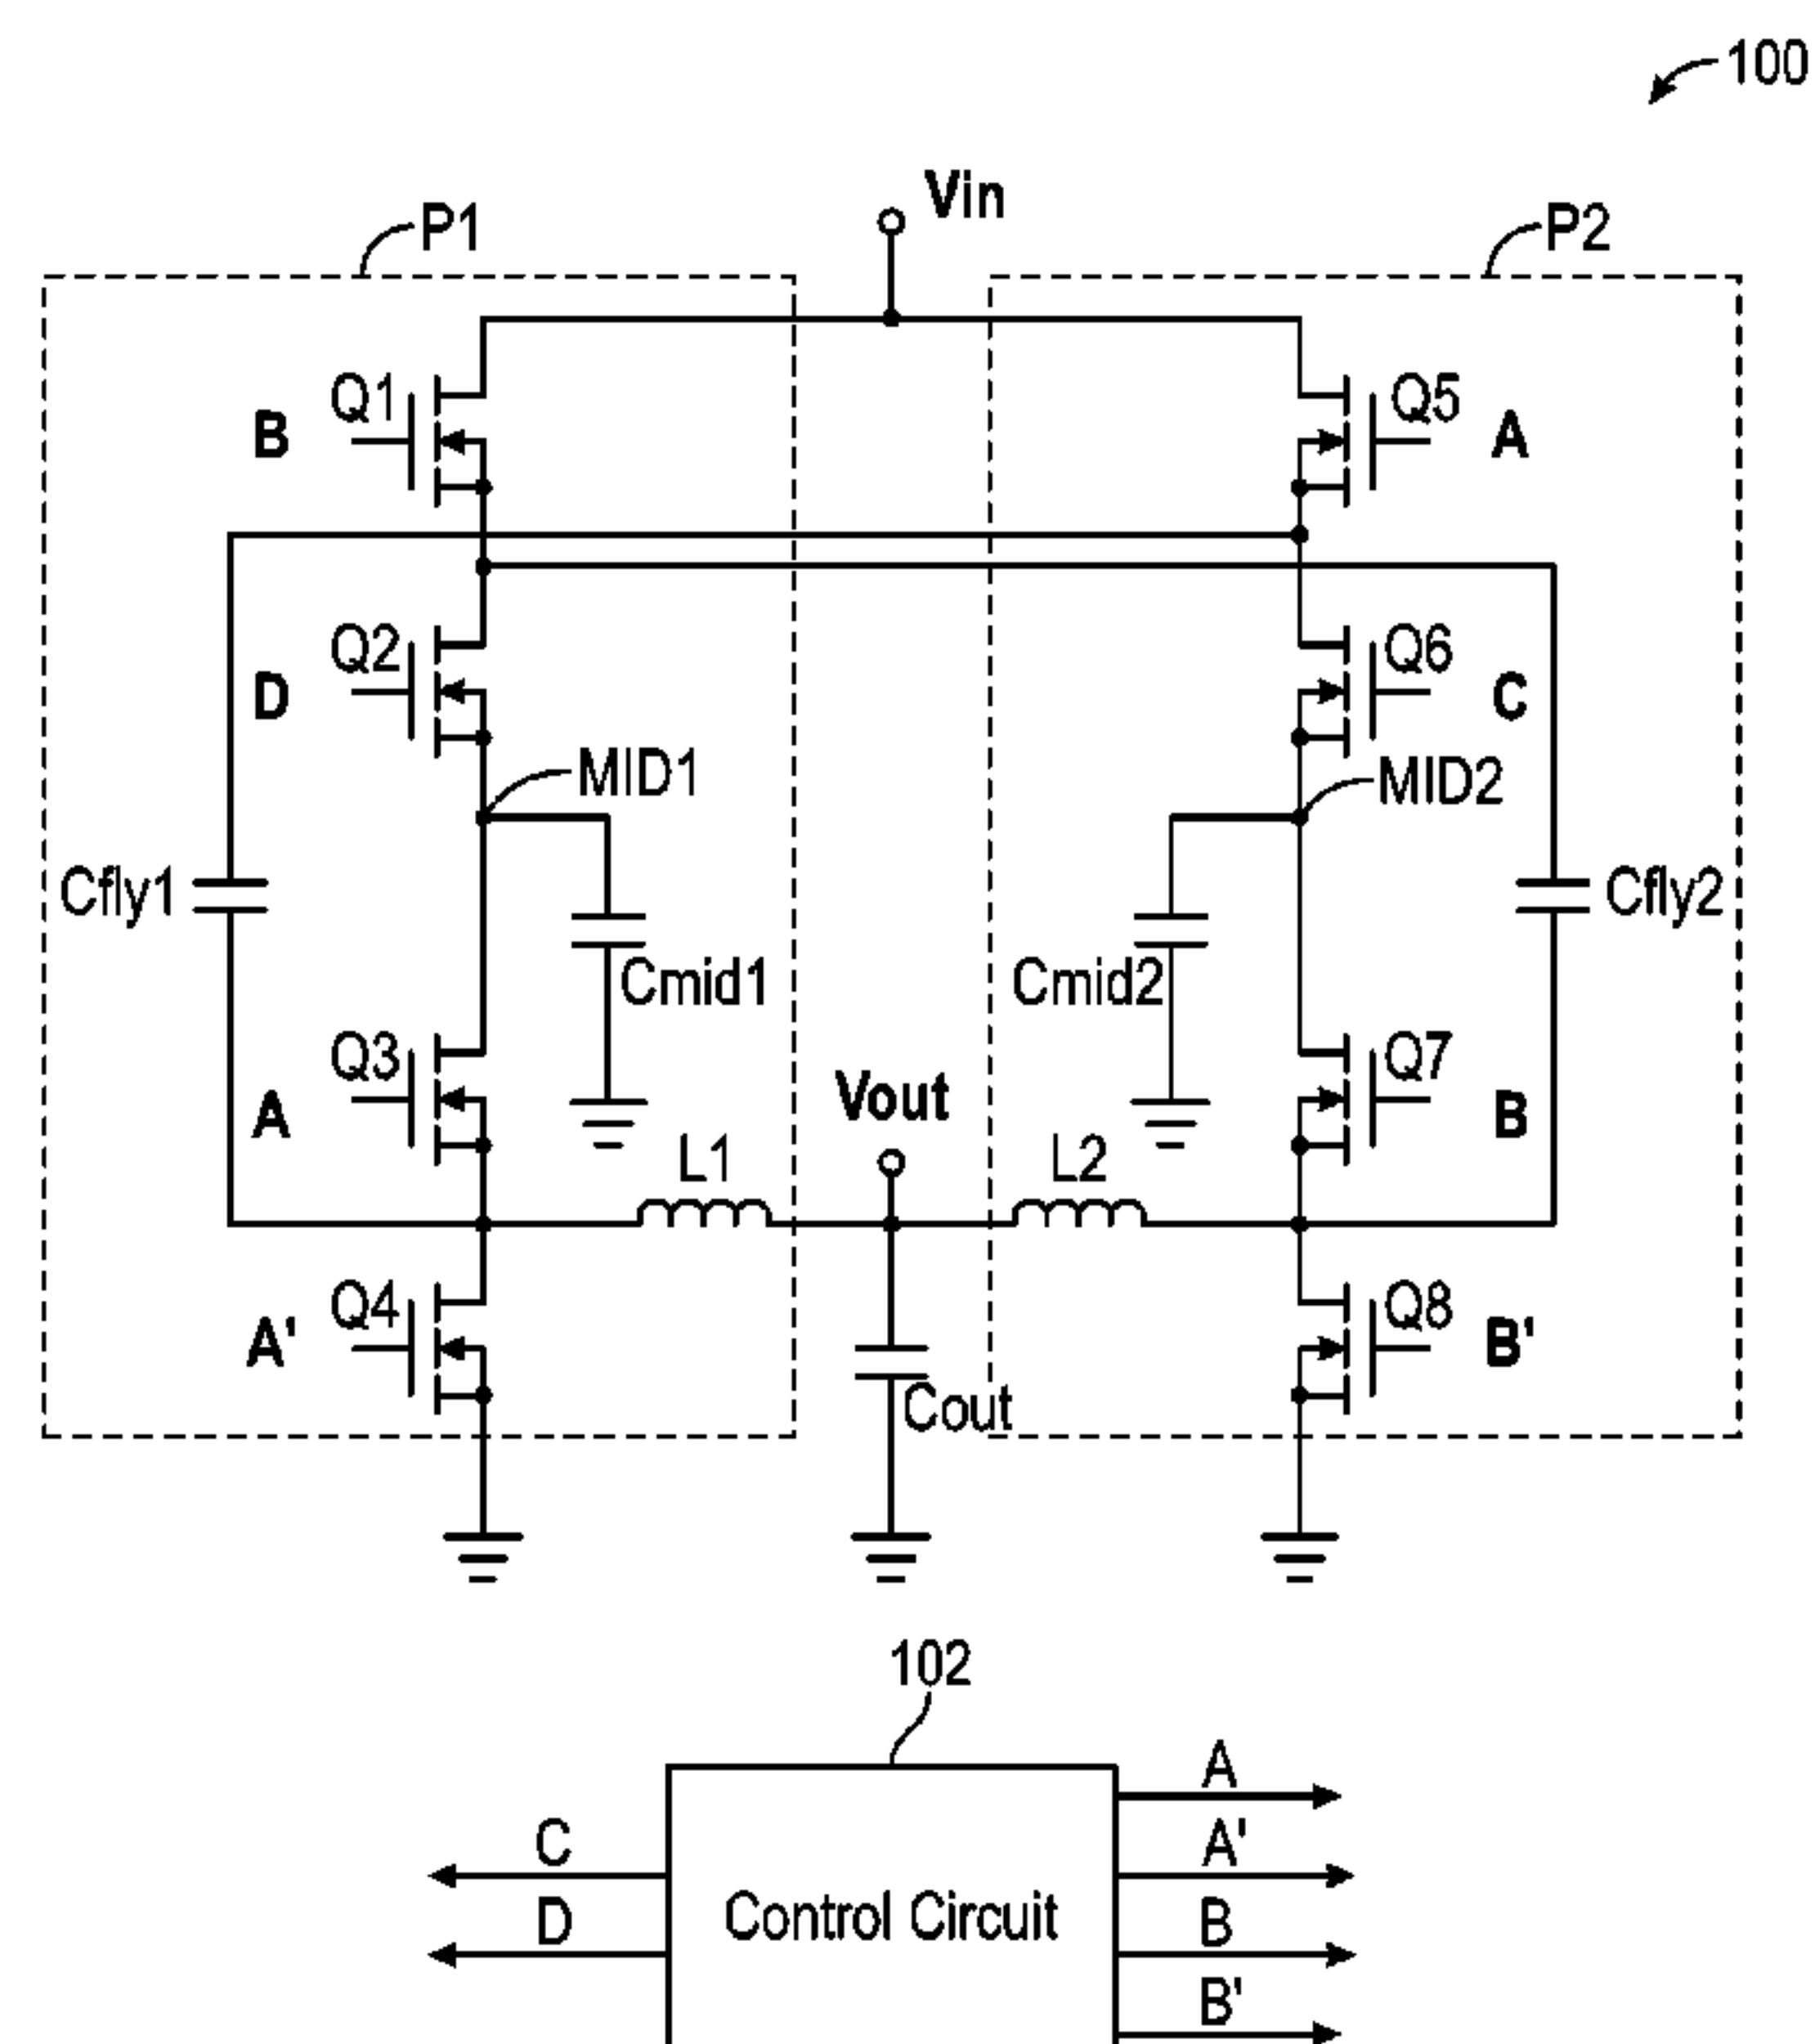 100
Vin
P1
P2
Q1
Q5
B
A
Q2
Q6
D
C
MID1
MID2
Cfly1
Cfly2
Cmid1
Cmid2
Q3
Q7
Vout
A
B
L1
L2
Q4
Q8
A'
B'
Cout
102
A
C
A'
D
Control Circuit
B
B'